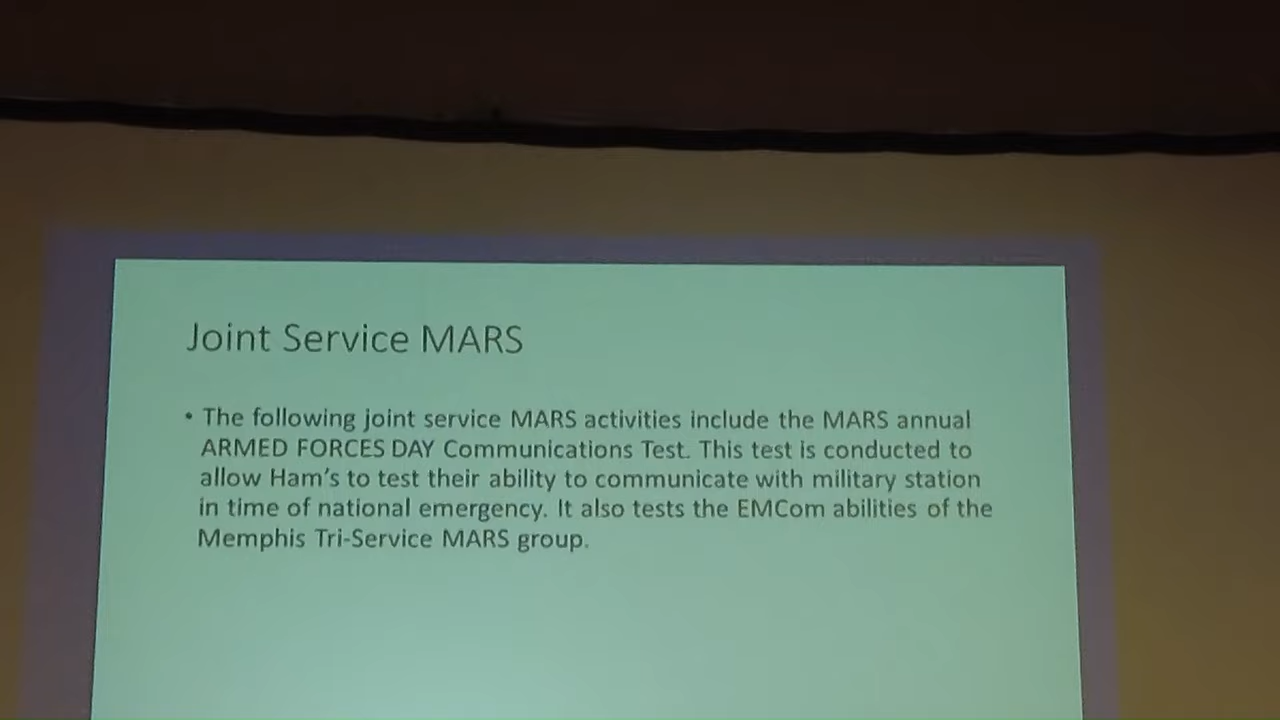 Joint Service MARS
• The following joint service MARS activities include the MARS annual
ARMED FORCES DAY Communications Test. This test is conducted to
allow Ham's to test their ability to communicate with military station
in time of national emergency. It also tests the EMCom abilities of the
Memphis Tri-Service MARS group.